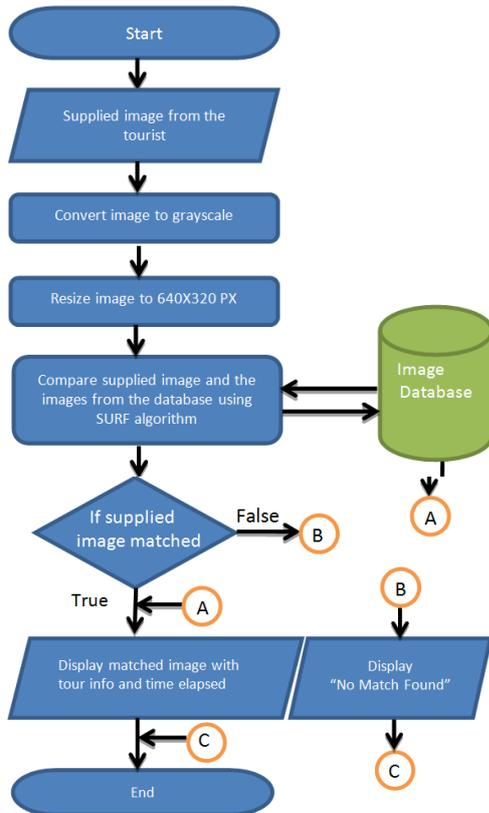 Start
Supplied image from the
tourist
Convert image to grayscale
Resize image to 640X320 PX
Compare supplied image and the
images from the database using
SURF algorithm
Image
Database
A
If supplied
image matched
False
B
True
A
B
Display matched image with
tour info and time elapsed
Display
“No Match Found”
C
C
End